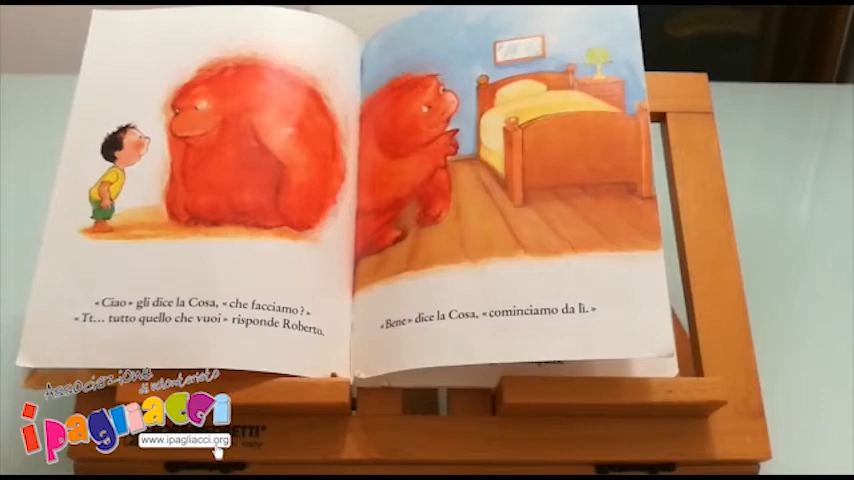 «Ciao» gli dice la Cosa, «che facciamo?»
«Tt... tutto quello che vuoi» risponde Roberto.
«Bene» dice la Cosa, «cominciamo da lì.»
Associazione
di volontariato
i pagliacci
www.ipagliacci.org
ETTI®